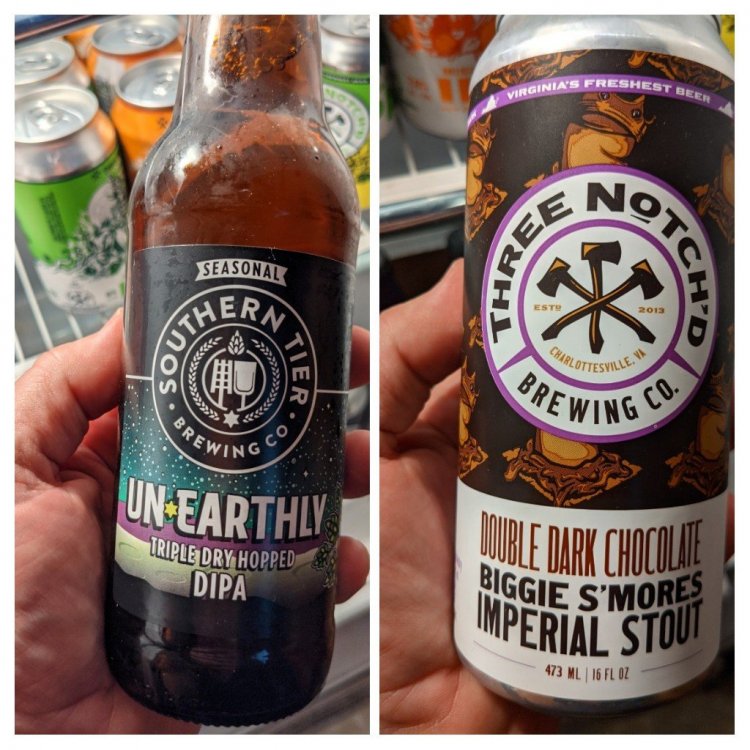 SEASONAL
SOUTHERN TIER
BREWING CO
UN EARTHLY
TRIPLE DRY HOPPED
DIPA
VIRGINIA'S FRESHEST BEER
THREE NOTCH'D
ESTD 2013
CHARLOTTESVILLE, VA
BREWING CO.
DOUBLE DARK CHOCOLATE
BIGGIE S'MORES
IMPERIAL STOUT
473 ML | 16 FL OZ